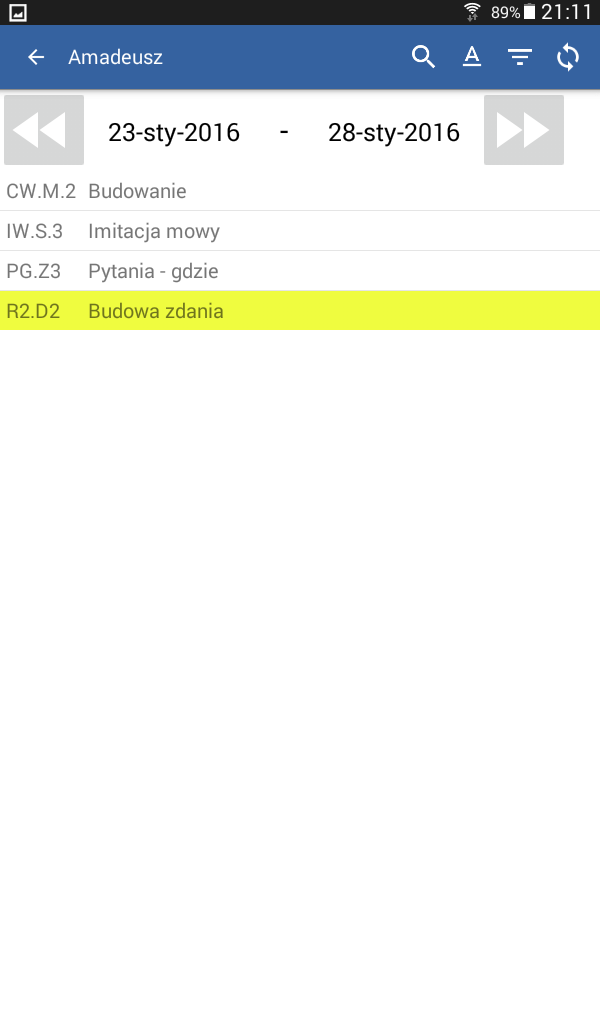 89% 21:11
Amadeusz A
23-sty-2016 - 28-sty-2016
CW.M.2 Budowanie
IW.S.3 Imitacja mowy
PG.Z3 Pytania - gdzie
R2.D2 Budowa zdania